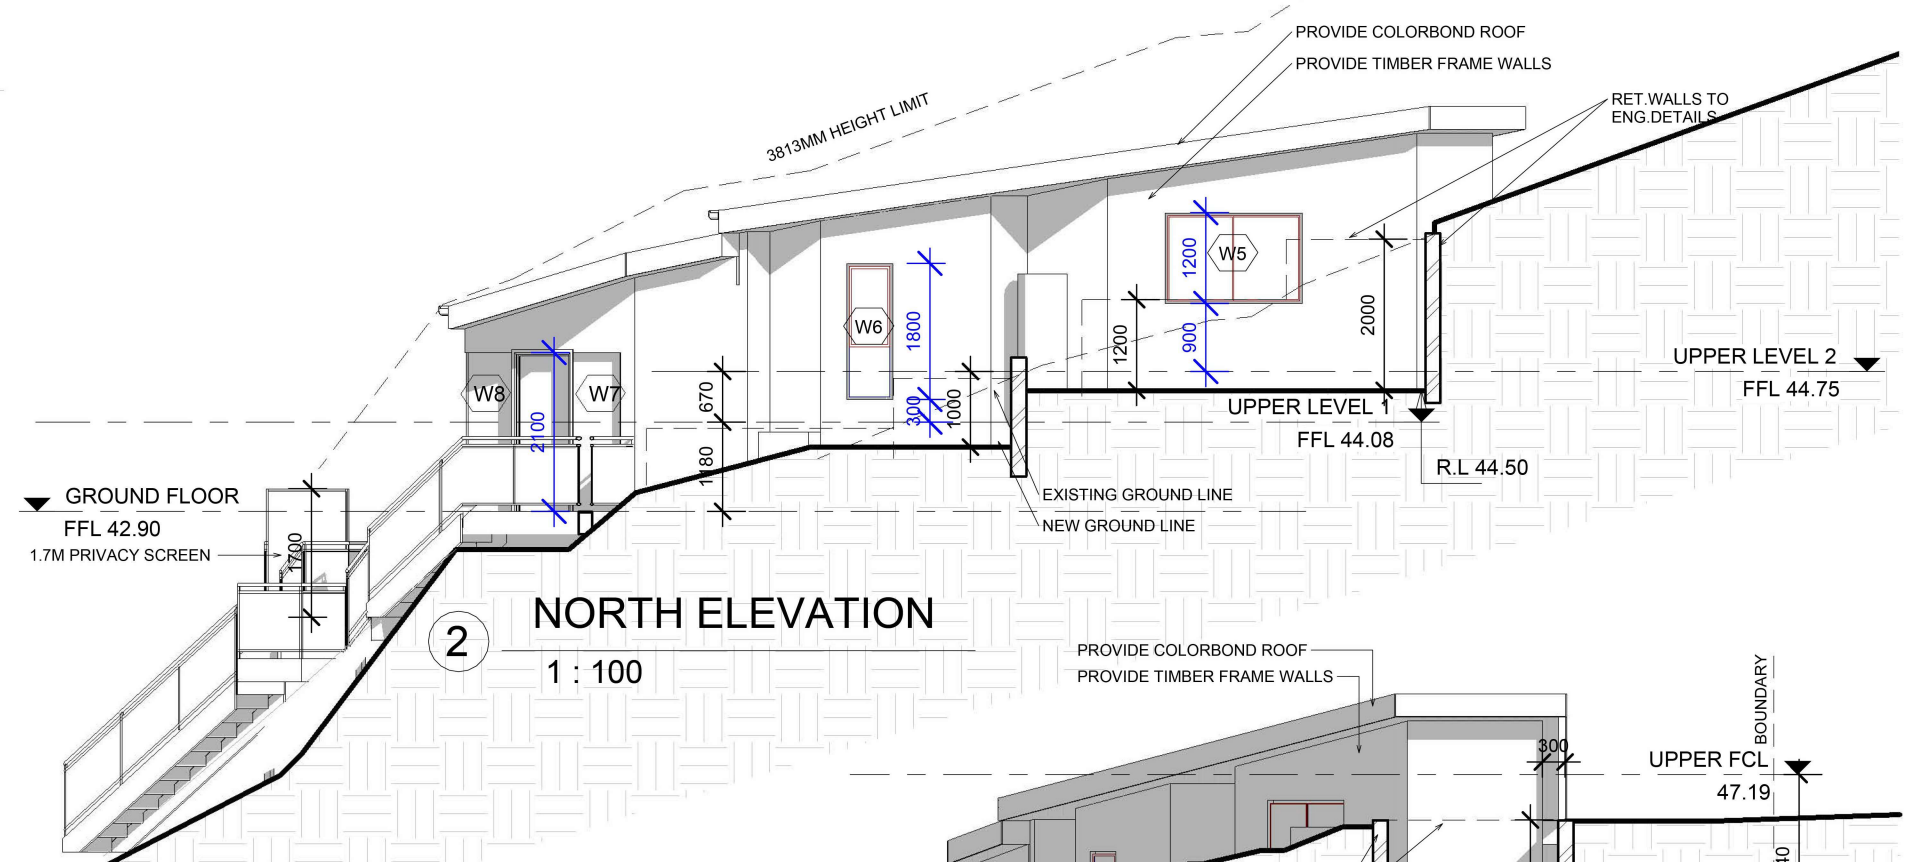 PROVIDE COLORBOND ROOF
PROVIDE TIMBER FRAME WALLS
RET.WALLS TO
ENG.DETAILS
3813MM HEIGHT LIMIT
W5
1200
W6
1800
2000
1200
900
UPPER LEVEL 2
FFL 44.75
W8
W7
670
300
1000
UPPER LEVEL 1
FFL 44.08
2100
1180
R.L 44.50
GROUND FLOOR
FFL 42.90
1.7M PRIVACY SCREEN
1700
EXISTING GROUND LINE
NEW GROUND LINE
2
NORTH ELEVATION
1 : 100
PROVIDE COLORBOND ROOF
PROVIDE TIMBER FRAME WALLS
BOUNDARY
300
UPPER FCL
47.19